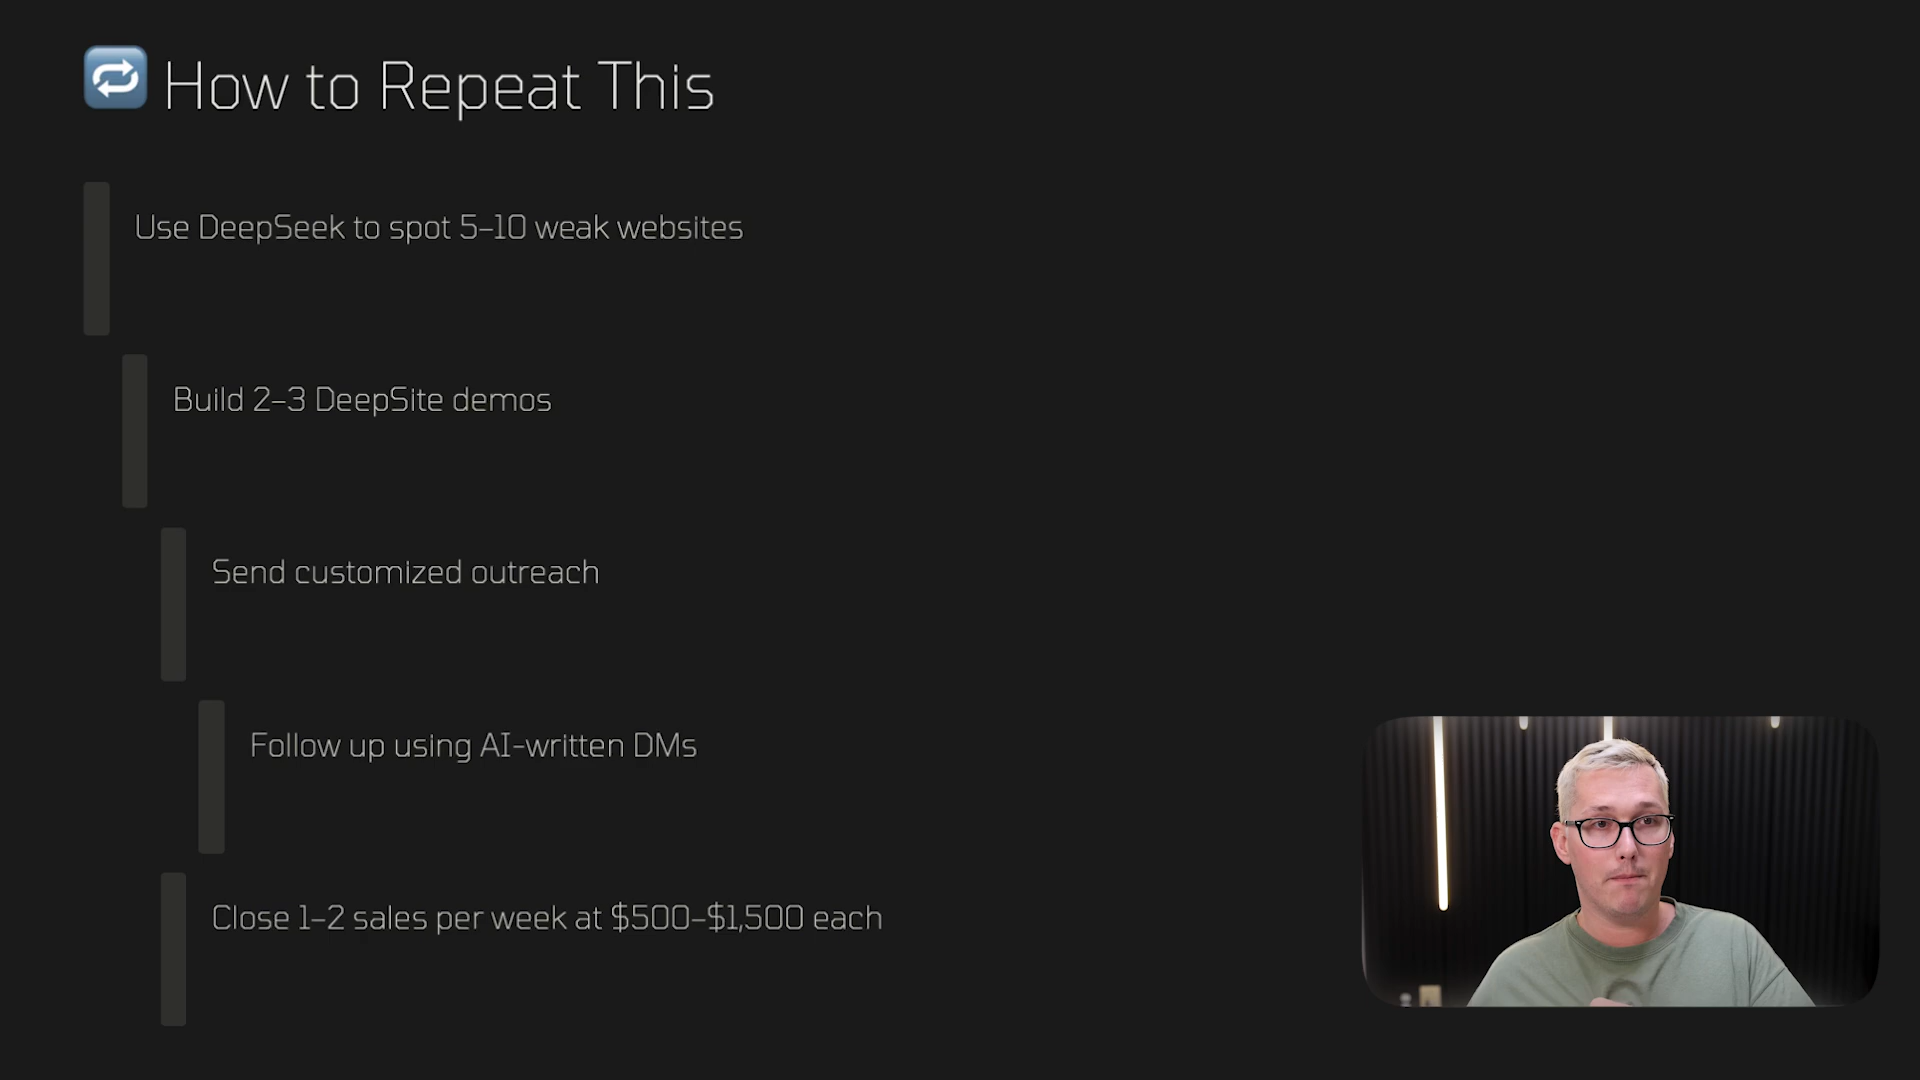 How to Repeat This
Use DeepSeek to spot 5–10 weak websites
Build 2–3 DeepSite demos
Send customized outreach
Follow up using AI-written DMs
Close 1–2 sales per week at $500–$1,500 each